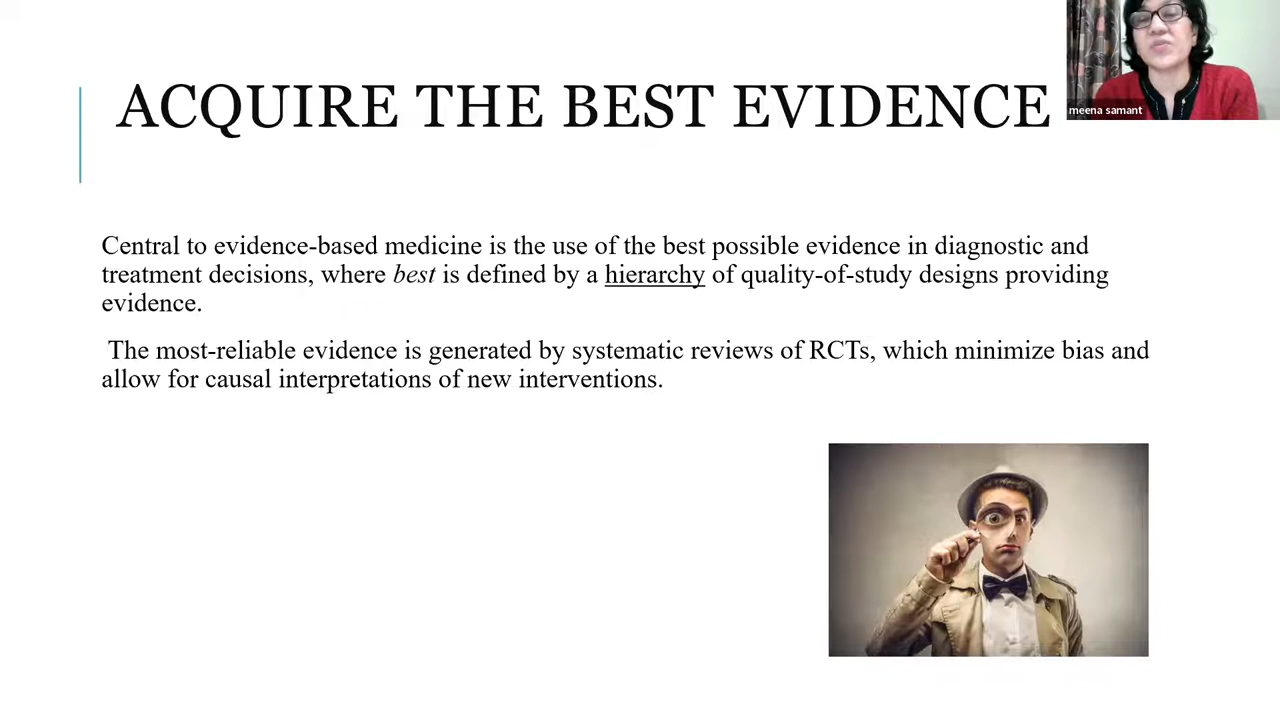 ACQUIRE THE BEST EVIDENCE
meena samant
Central to evidence-based medicine is the use of the best possible evidence in diagnostic and
treatment decisions, where best is defined by a hierarchy of quality-of-study designs providing
evidence.
The most-reliable evidence is generated by systematic reviews of RCTs, which minimize bias and
allow for causal interpretations of new interventions.